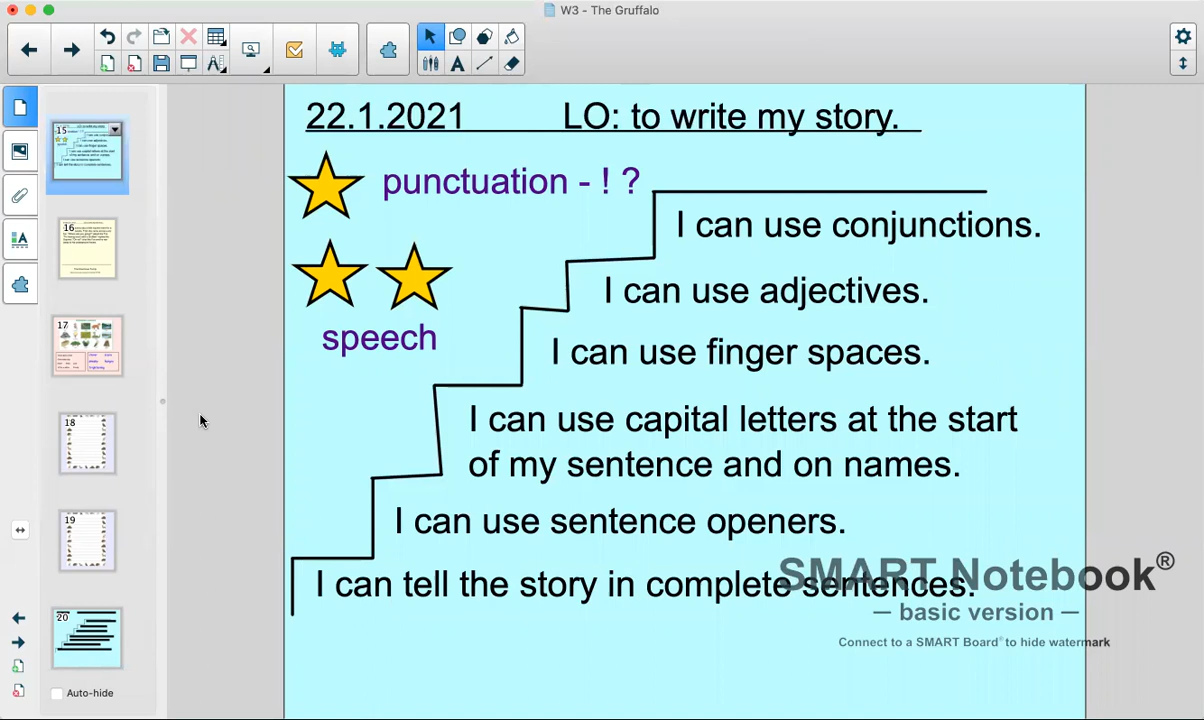 W3 - The Gruffalo
22.1.2021 LO: to write my story.
punctuation - ! ?
I can use conjunctions.
I can use adjectives.
speech
I can use finger spaces.
I can use capital letters at the start
of my sentence and on names.
I can use sentence openers.
I can tell the story in complete sentences.
SMART Notebook®
— basic version —
Connect to a SMART Board® to hide watermark
15
16
17
18
19
20
Auto-hide